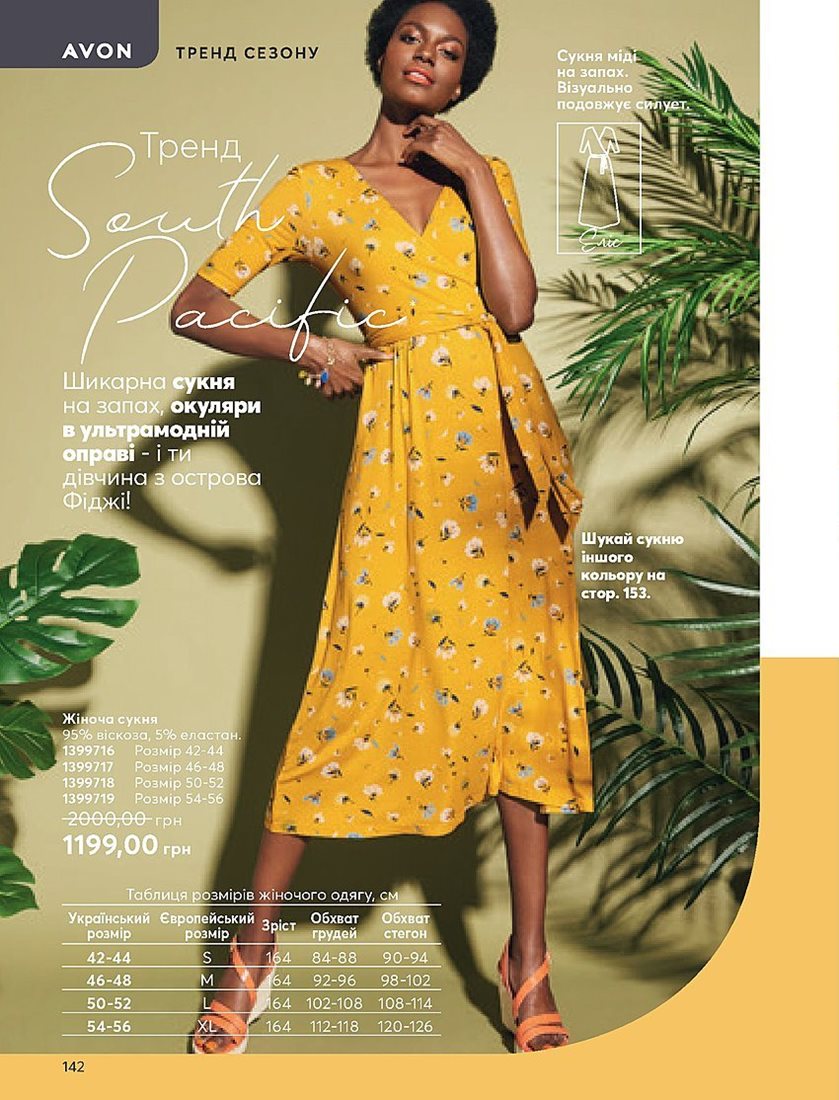 AVON
ТРЕНД СЕЗОНУ
Сукня міді
на запах.
Візуально
подовжує силует.
Еліс
Тренд
South
Pacific*
Шикарна сукня
на запах, окуляри
в ультрамодній
оправі - і ти
дівчина з острова
Фіджі!
Шукай сукню
іншого
кольору на
стор. 153.
Жіноча сукня
95% віскоза, 5% еластан.
1399716 Розмір 42-44
1399717 Розмір 46-48
1399718 Розмір 50-52
1399719 Розмір 54-56
2000,00 грн
1199,00 грн
Таблиця розмірів жіночого одягу, см
Український розмір Європейський розмір Зріст Обхват грудей Обхват стегон
42-44 S 164 84-88 90-94
46-48 M 164 92-96 98-102
50-52 L 164 102-108 108-114
54-56 XL 164 112-118 120-126
142